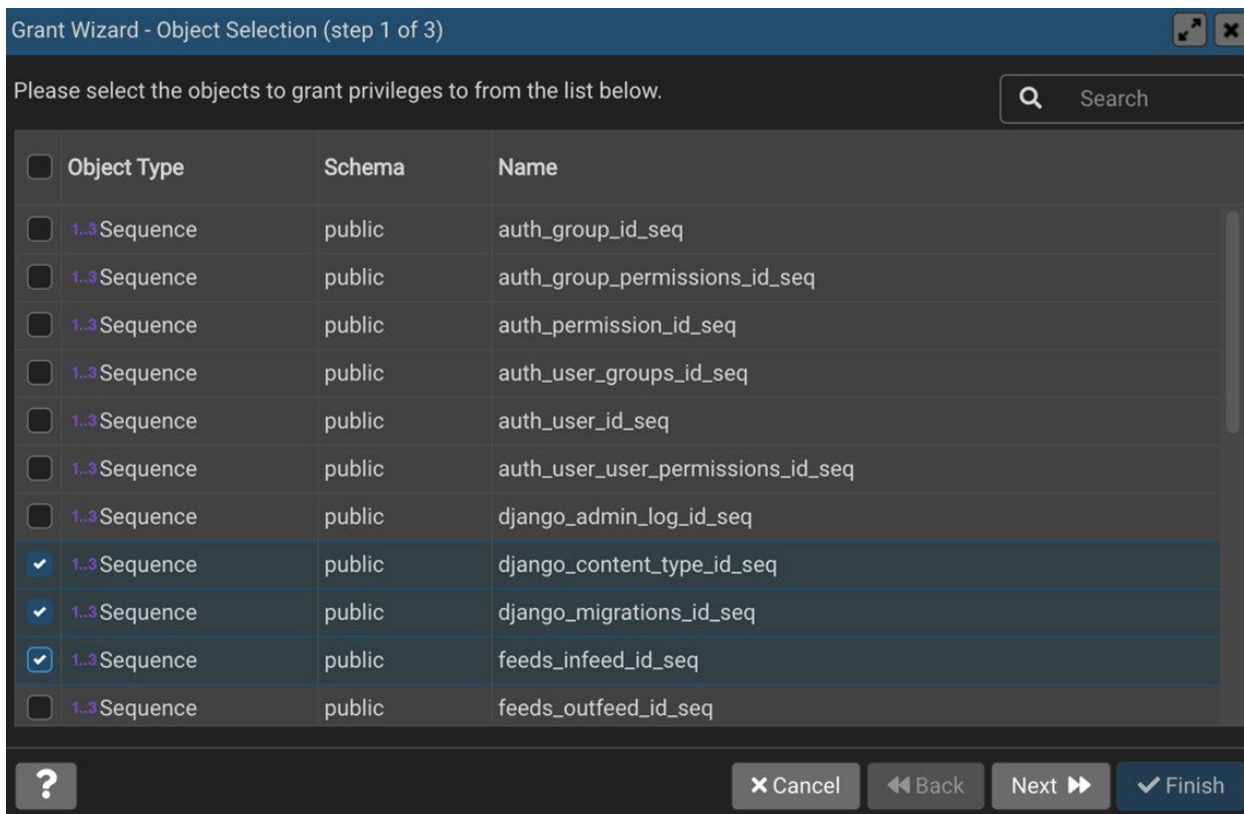 Grant Wizard - Object Selection (step 1 of 3)
Please select the objects to grant privileges to from the list below.
Search
Object Type Schema Name
1..3 Sequence public auth_group_id_seq
1..3 Sequence public auth_group_permissions_id_seq
1..3 Sequence public auth_permission_id_seq
1..3 Sequence public auth_user_groups_id_seq
1..3 Sequence public auth_user_id_seq
1..3 Sequence public auth_user_user_permissions_id_seq
1..3 Sequence public django_admin_log_id_seq
1..3 Sequence public django_content_type_id_seq
1..3 Sequence public django_migrations_id_seq
1..3 Sequence public feeds_infeed_id_seq
1..3 Sequence public feeds_outfeed_id_seq
? Cancel Back Next Finish